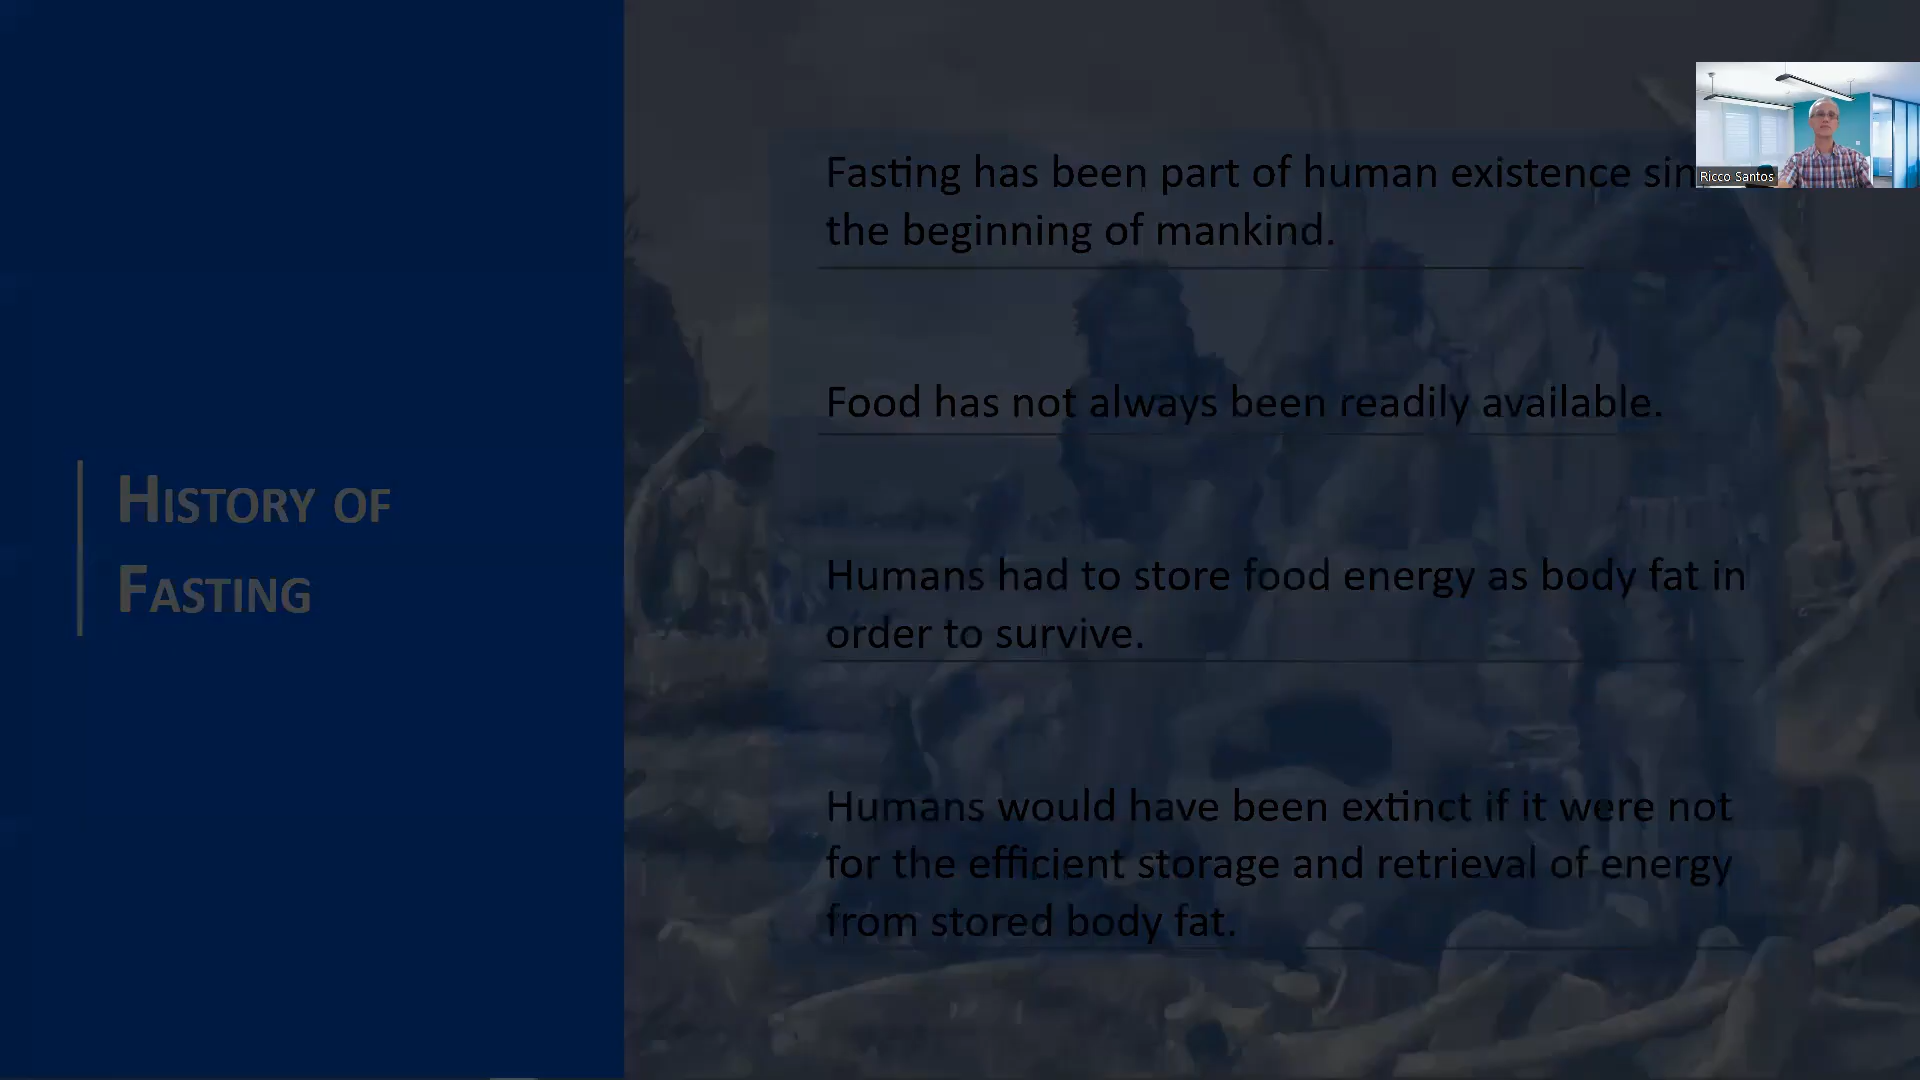 History of
Fasting
Fasting has been part of human existence
the beginning of mankind.
Food has not always been readily available.
Humans had to store food energy as body fat in
order to survive.
Humans would have been extinct if it were not
for the efficient storage and retrieval of energy
from stored body fat.
Ricco Santos